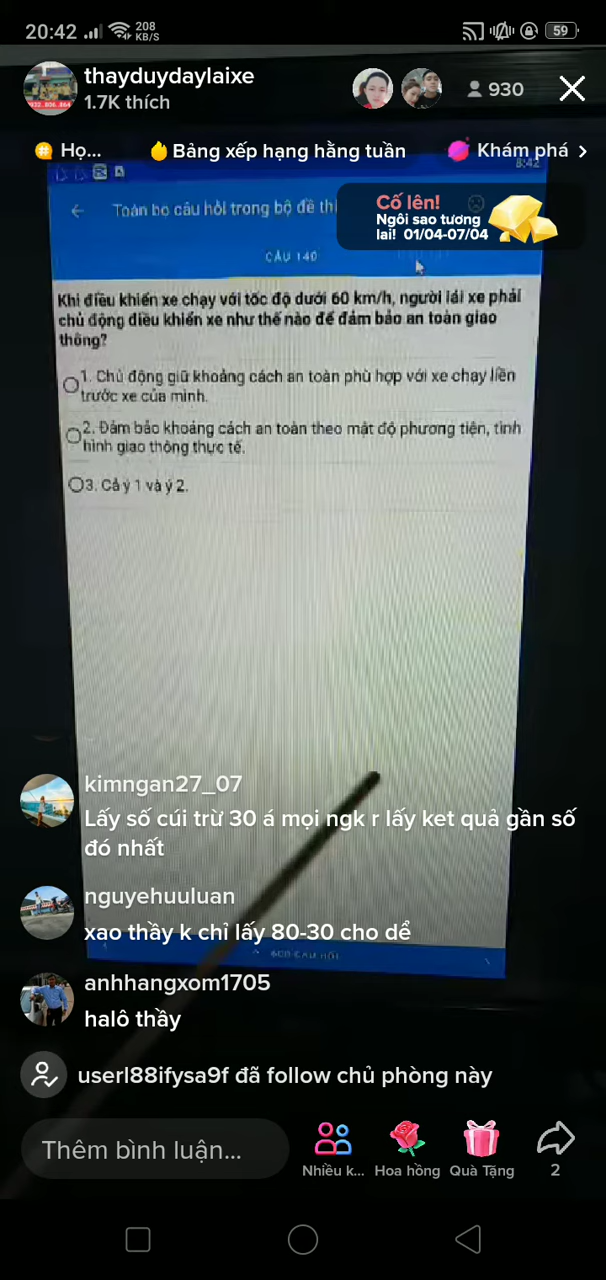 20:42
208
KB/S
59
thayduydaylaixe
1.7K thích
930
Họ...
Bảng xếp hạng hằng tuần
Khám phá
8:42
Toàn bộ câu hỏi trong bộ đề thi
Cố lên!
Ngôi sao tương
lai! 01/04-07/04
CÂU 140
Khi điều khiển xe chạy với tốc độ dưới 60 km/h, người lái xe phải
chủ động điều khiển xe như thế nào để đảm bảo an toàn giao
thông?
1. Chủ động giữ khoảng cách an toàn phù hợp với xe chạy liền
trước xe của mình.
2. Đảm bảo khoảng cách an toàn theo mật độ phương tiện, tình
hình giao thông thực tế.
3. Cả ý 1 và ý 2.
kimngan27_07
Lấy số cúi trừ 30 á mọi ngk r lấy ket quả gần số
đó nhất
nguyehuuluan
xao thầy k chỉ lấy 80-30 cho dể
600 CÂU HỎI
anhhangxom1705
halô thầy
userl88ifysa9f đã follow chủ phòng này
Thêm bình luận...
Nhiều k...
Hoa hồng
Quà Tặng
2